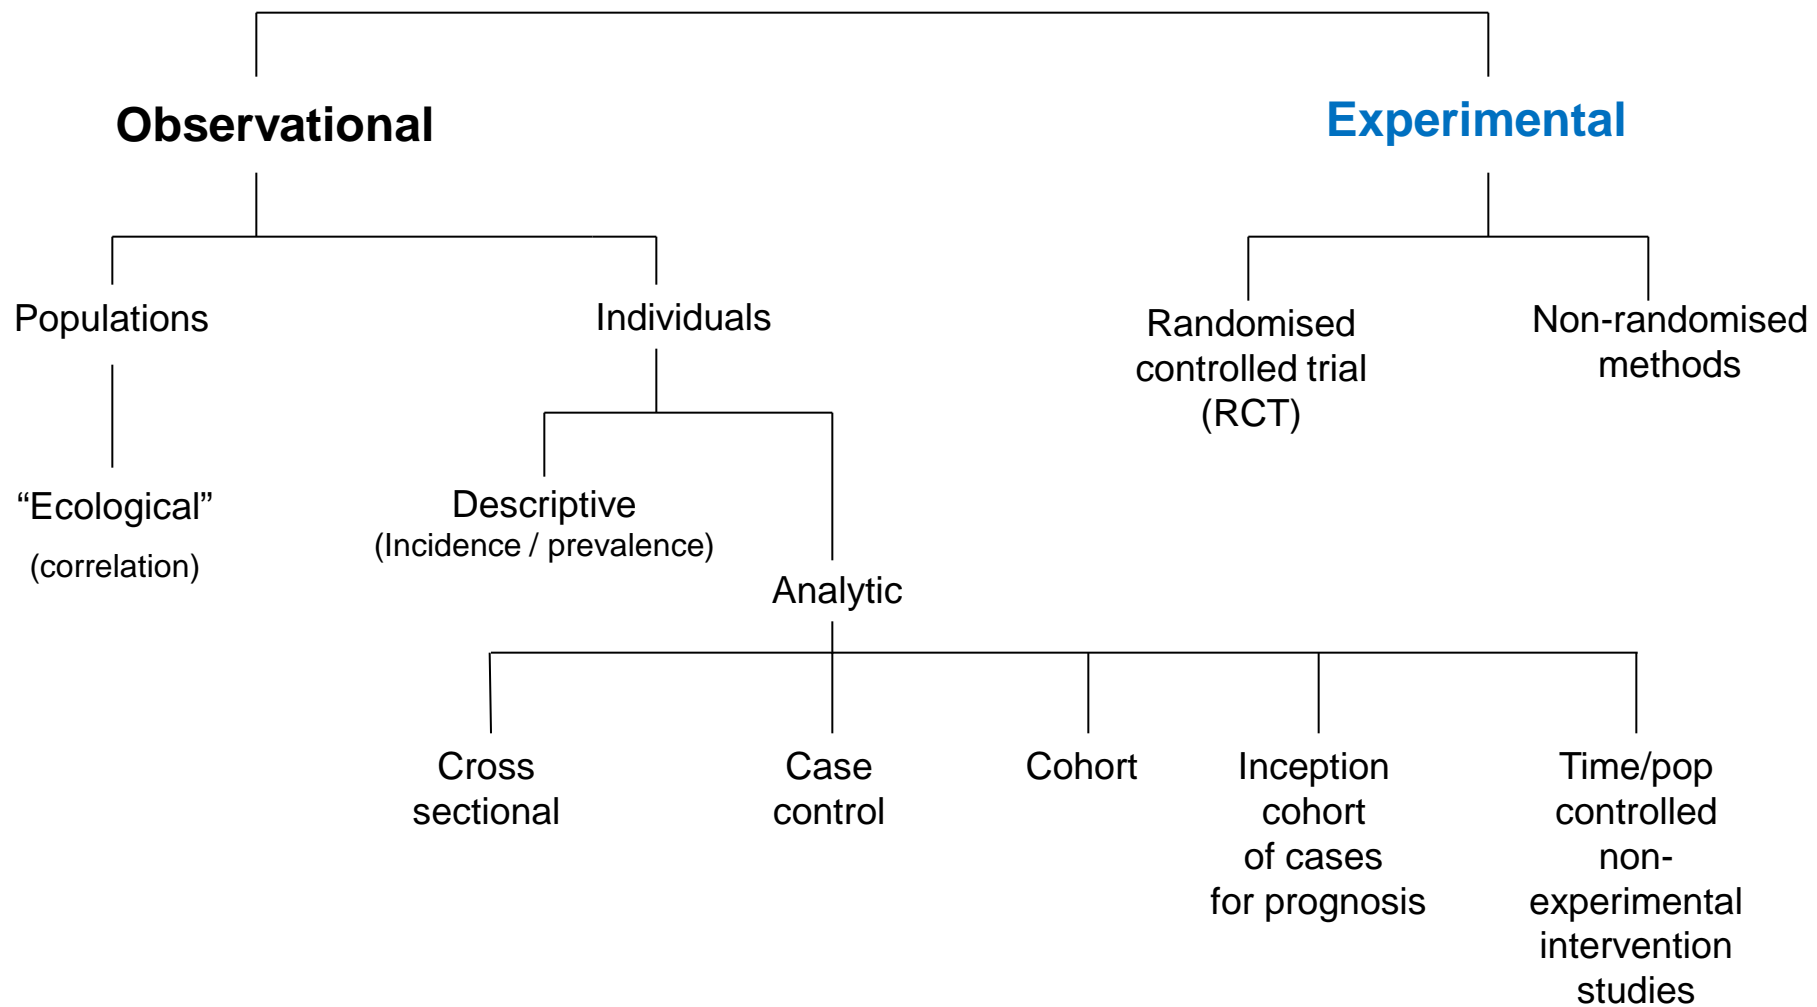 Observational
Experimental
Populations
Individuals
Randomised
controlled trial
(RCT)
Non-randomised
methods
“Ecological”
(correlation)
Descriptive
(Incidence / prevalence)
Analytic
Cross
sectional
Case
control
Cohort
Inception
cohort
of cases
for prognosis
Time/pop
controlled
non-
experimental
intervention
studies